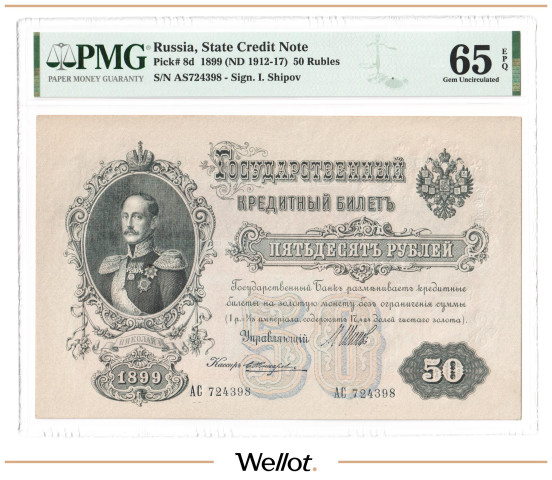 PMG
PAPER MONEY GUARANTY
Russia, State Credit Note
Pick# 8d 1899 (ND 1912-17) 50 Rubles
S/N AS724398 - Sign. I. Shipov
65 EPQ
Gem Uncirculated
Государственный
КРЕДИТНЫЙ БИЛЕТЪ
ПЯТЬДЕСЯТЪ РУБЛЕЙ
Государственный Банкъ размѣниваетъ кредитные
билеты на золотую монету безъ ограниченія суммы
(1 р.= 1/15 имперіала, содержитъ 17,424 долей чистаго золота).
Управляющій
НИКОЛАЙ I
Кассиръ
1899
50
50
АС 724398
АС 724398
Wellot.